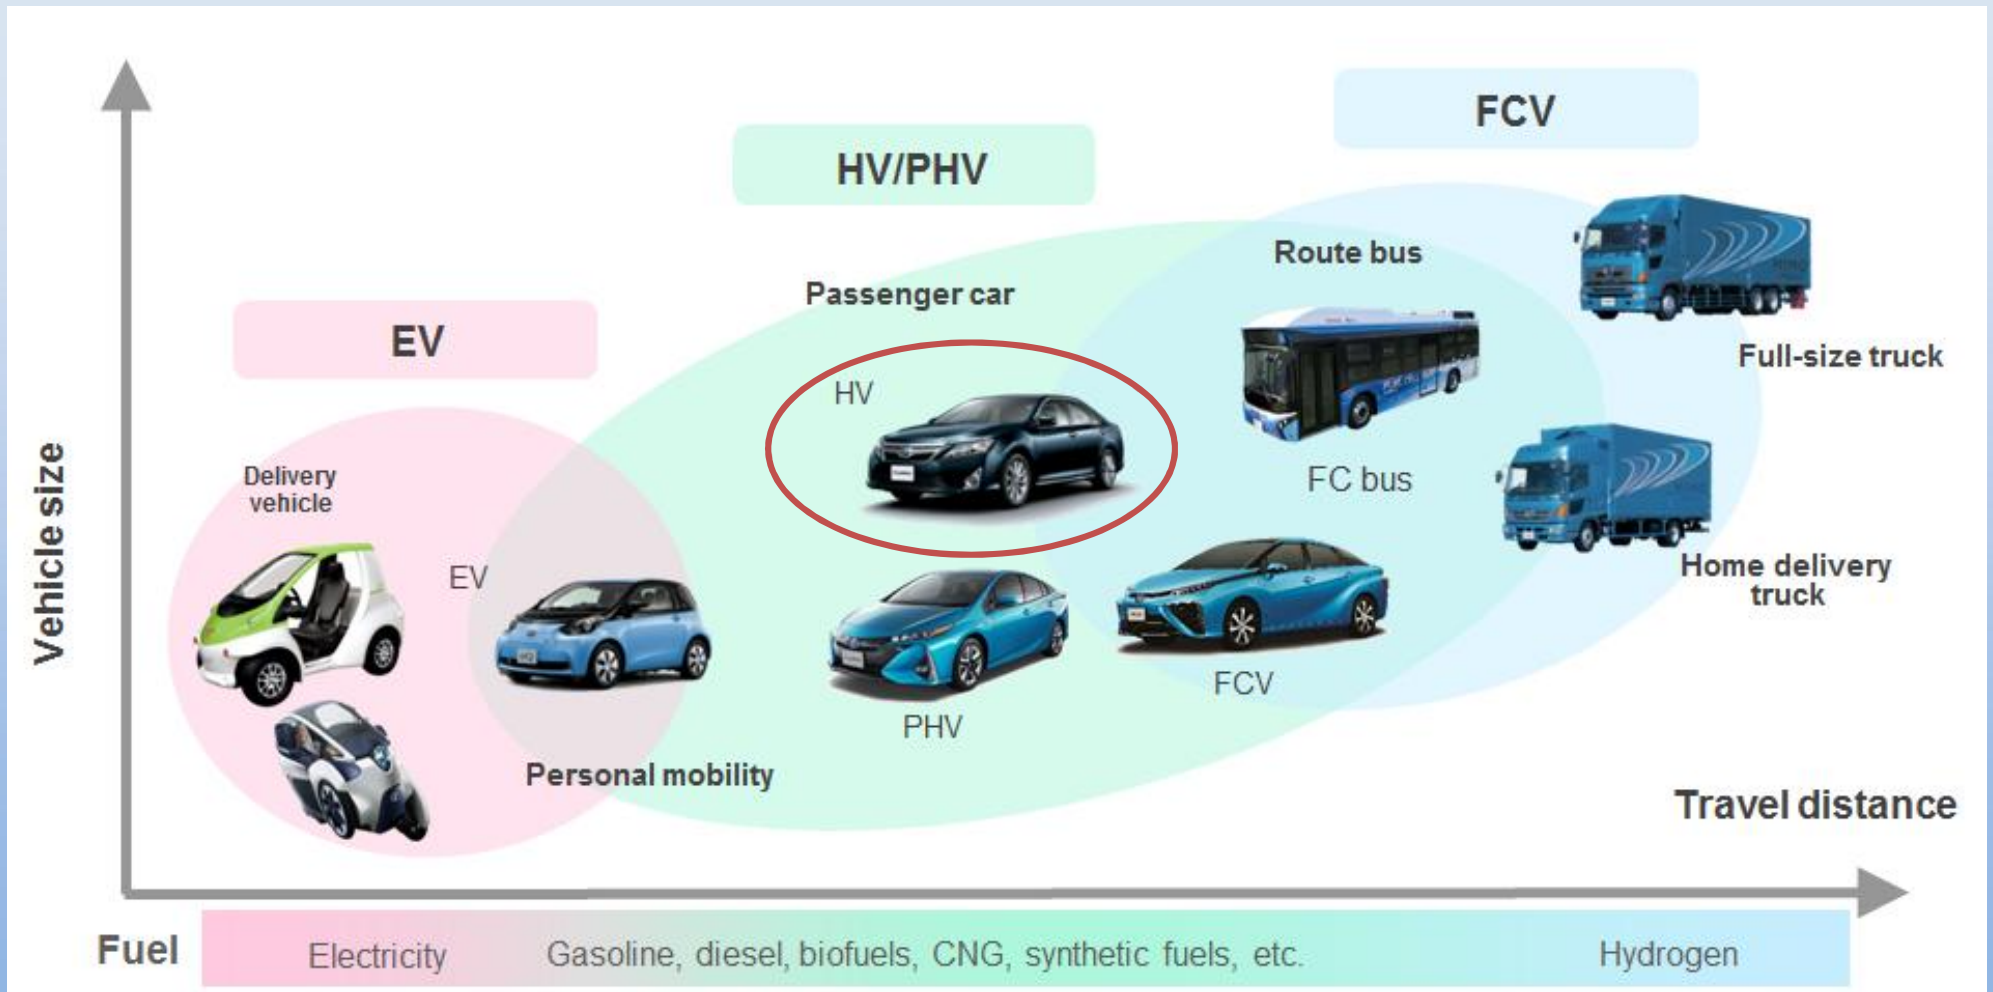 FCV
HV/PHV
Route bus
Passenger car
EV
Full-size truck
HV
Delivery
vehicle
FC bus
EV
Home delivery
truck
FCV
PHV
Personal mobility
Vehicle size
Travel distance
Fuel
Electricity
Gasoline, diesel, biofuels, CNG, synthetic fuels, etc.
Hydrogen